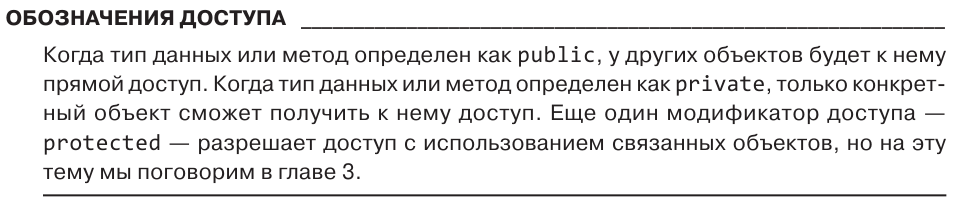 ОБОЗНАЧЕНИЯ ДОСТУПА
Когда тип данных или метод определен как public, у других объектов будет к нему
прямой доступ. Когда тип данных или метод определен как private, только конкрет-
ный объект сможет получить к нему доступ. Еще один модификатор доступа —
protected — разрешает доступ с использованием связанных объектов, но на эту
тему мы поговорим в главе 3.